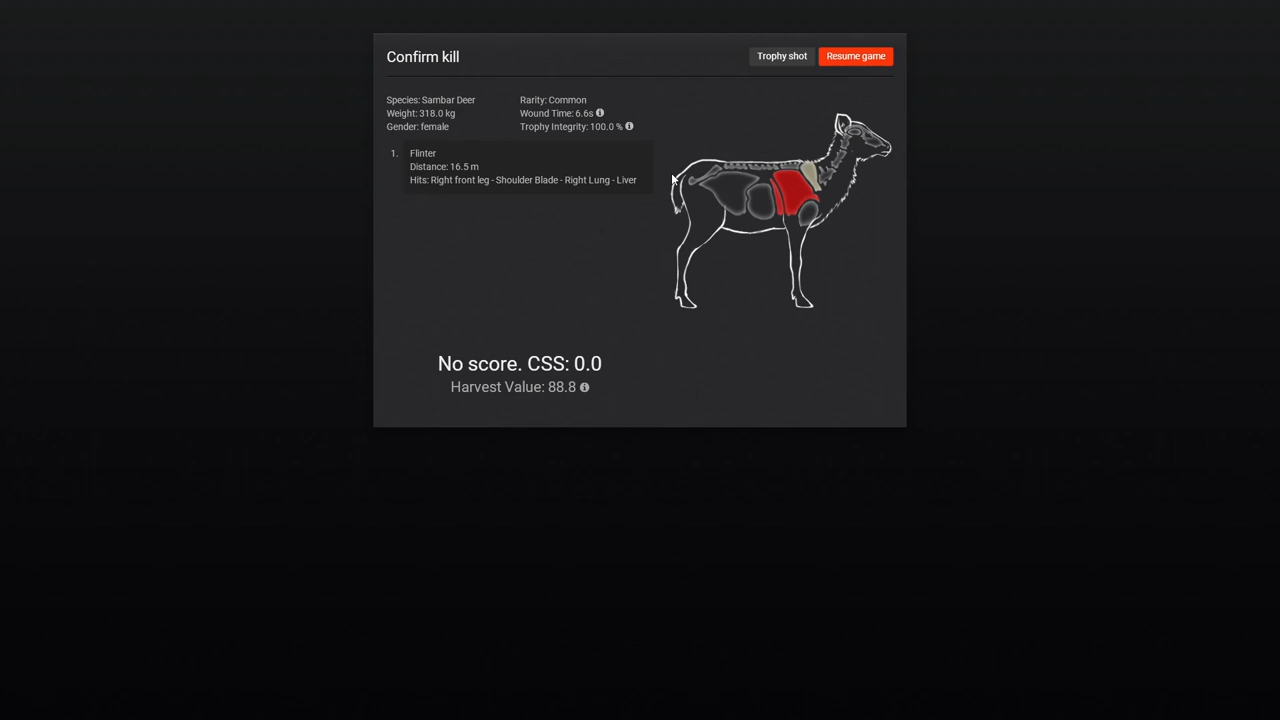 Confirm kill
Trophy shot
Resume game
Species: Sambar Deer
Rarity: Common
Weight: 318.0 kg
Wound Time: 6.6s
Gender: female
Trophy Integrity: 100.0 %
1. Flinter
Distance: 16.5 m
Hits: Right front leg - Shoulder Blade - Right Lung - Liver
No score. CSS: 0.0
Harvest Value: 88.8